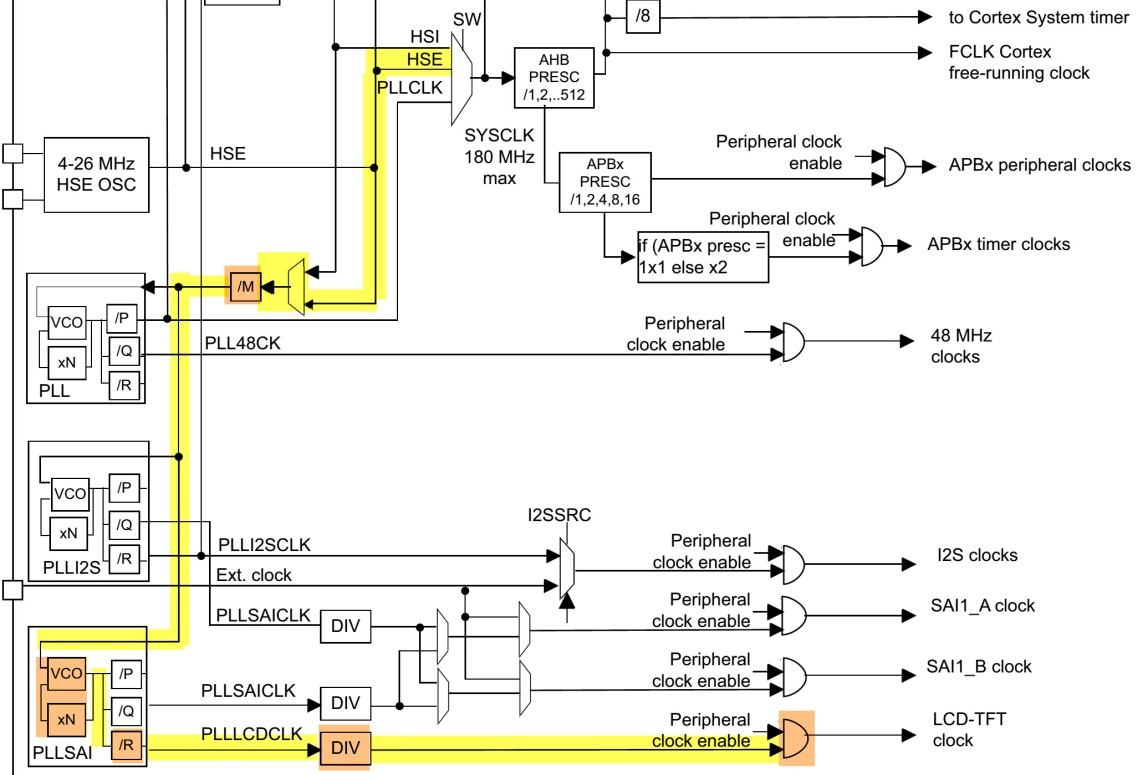 /8
to Cortex System timer
SW
HSI
HSE
PLLCLK
AHB
PRESC
/1,2,..512
FCLK Cortex
free-running clock
SYSCLK
180 MHz
max
4-26 MHz
HSE OSC
HSE
APBx
PRESC
/1,2,4,8,16
Peripheral clock
enable
APBx peripheral clocks
Peripheral clock
enable
if (APBx presc =
1x1 else x2
APBx timer clocks
/M
VCO
xN
/P
/Q
/R
PLL
PLL48CK
Peripheral
clock enable
48 MHz
clocks
VCO
xN
/P
/Q
/R
PLLI2S
I2SSRC
PLLI2SCLK
Ext. clock
Peripheral
clock enable
I2S clocks
PLLSAICLK
DIV
Peripheral
clock enable
SAI1_A clock
VCO
xN
/P
/Q
/R
PLLSAI
PLLSAICLK
DIV
Peripheral
clock enable
SAI1_B clock
PLLLCDCLK
DIV
Peripheral
clock enable
LCD-TFT
clock